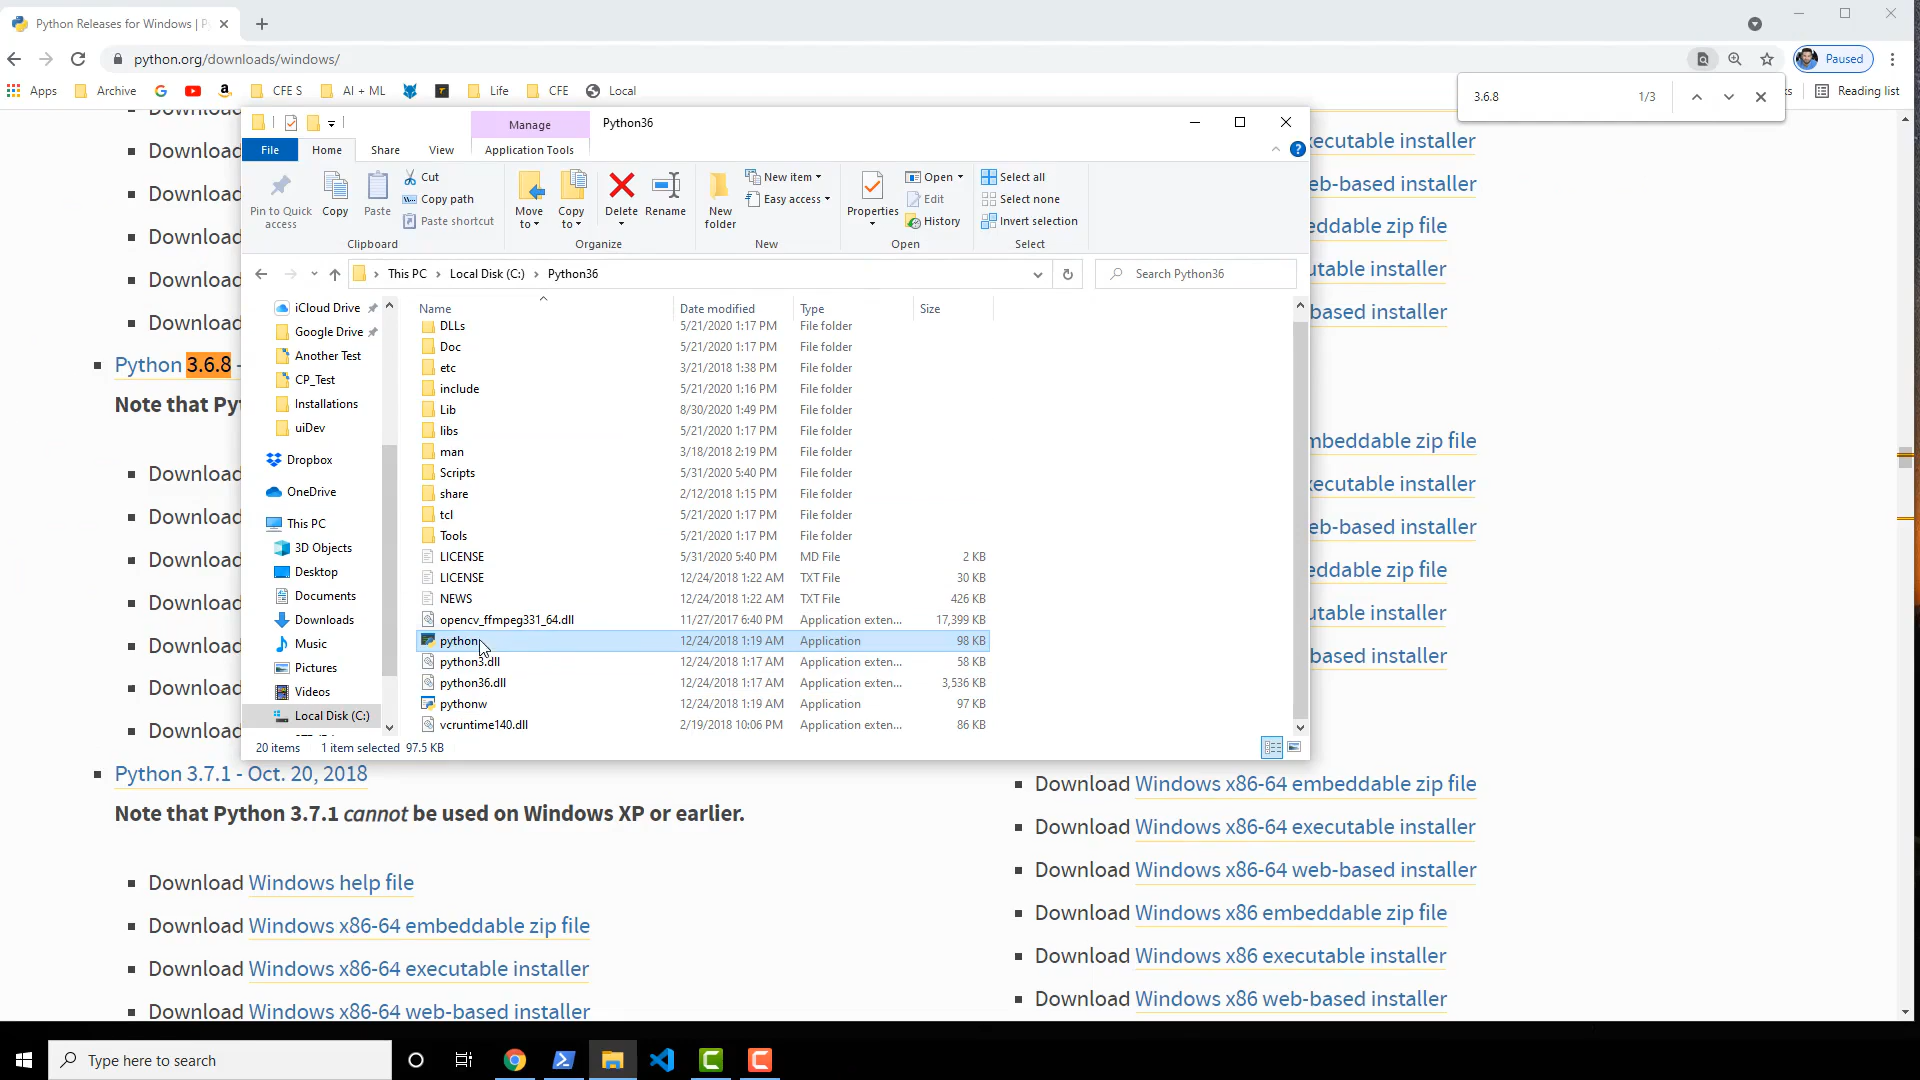 Python Releases for Windows | P
python.org/downloads/windows/
Paused
Apps
Archive
CFE S
AI + ML
Life
CFE
Local
Reading list
3.6.8
1/3
Python36
Manage
File
Home
Share
View
Application Tools
Pin to Quick access
Copy
Paste
Cut
Copy path
Paste shortcut
Clipboard
Move to
Copy to
Delete
Rename
Organize
New folder
New item
Easy access
New
Properties
Open
Edit
History
Open
Select all
Select none
Invert selection
Select
This PC > Local Disk (C:) > Python36
Search Python36
iCloud Drive
Google Drive
Another Test
CP_Test
Installations
uiDev
Dropbox
OneDrive
This PC
3D Objects
Desktop
Documents
Downloads
Music
Pictures
Videos
Local Disk (C:)
Name Date modified Type Size
DLLs 5/21/2020 1:17 PM File folder
Doc 5/21/2020 1:17 PM File folder
etc 3/21/2018 1:38 PM File folder
include 5/21/2020 1:16 PM File folder
Lib 8/30/2020 1:49 PM File folder
libs 5/21/2020 1:17 PM File folder
man 3/18/2018 2:19 PM File folder
Scripts 5/31/2020 5:40 PM File folder
share 2/12/2018 1:15 PM File folder
tcl 5/21/2020 1:17 PM File folder
Tools 5/21/2020 1:17 PM File folder
LICENSE 5/31/2020 5:40 PM MD File 2 KB
LICENSE 12/24/2018 1:22 AM TXT File 30 KB
NEWS 12/24/2018 1:22 AM TXT File 426 KB
opencv_ffmpeg331_64.dll 11/27/2017 6:40 PM Application exten... 17,399 KB
python 12/24/2018 1:19 AM Application 98 KB
python3.dll 12/24/2018 1:17 AM Application exten... 58 KB
python36.dll 12/24/2018 1:17 AM Application exten... 3,536 KB
pythonw 12/24/2018 1:19 AM Application 97 KB
vcruntime140.dll 2/19/2018 10:06 PM Application exten... 86 KB
20 items 1 item selected 97.5 KB
Download
Download
Download
Download
Download
Python 3.6.8 -
Note that Py
Download
Download
Download
Download
Download
Download
Download
Python 3.7.1 - Oct. 20, 2018
Note that Python 3.7.1 cannot be used on Windows XP or earlier.
Download Windows help file
Download Windows x86-64 embeddable zip file
Download Windows x86-64 executable installer
Download Windows x86-64 web-based installer
ecutable installer
eb-based installer
ddable zip file
utable installer
based installer
mbeddable zip file
ecutable installer
eb-based installer
eddable zip file
utable installer
based installer
Download Windows x86-64 embeddable zip file
Download Windows x86-64 executable installer
Download Windows x86-64 web-based installer
Download Windows x86 embeddable zip file
Download Windows x86 executable installer
Download Windows x86 web-based installer
Type here to search